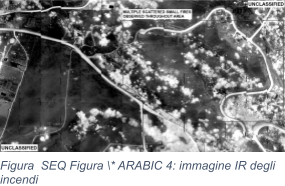 UNCLASSIFIED
MULTIPLE SCATTERED SMALL FIRES
OBSERVED THROUGHOUT AREA
UNCLASSIFIED
Figura SEQ Figura \* ARABIC 4: immagine IR degli
incendi